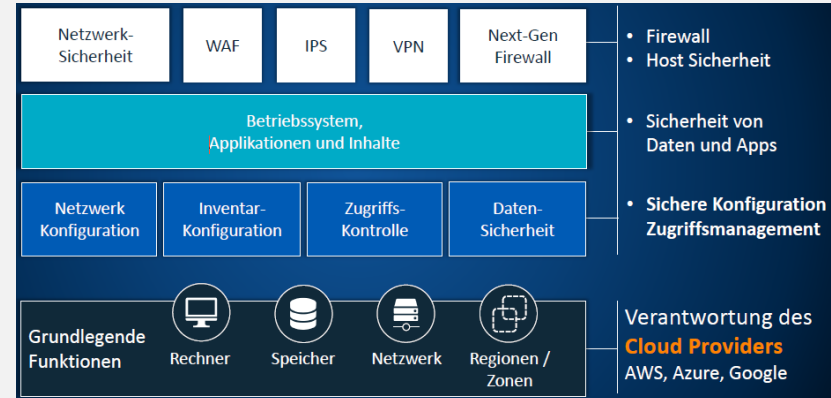 Netzwerk-
Sicherheit
WAF
IPS
VPN
Next-Gen
Firewall
• Firewall
• Host Sicherheit
Betriebssystem,
Applikationen und Inhalte
• Sicherheit von
Daten und Apps
Netzwerk
Konfiguration
Inventar-
Konfiguration
Zugriffs-
Kontrolle
Daten-
Sicherheit
• Sichere Konfiguration
Zugriffsmanagement
Grundlegende
Funktionen
Rechner
Speicher
Netzwerk
Regionen /
Zonen
Verantwortung des
Cloud Providers
AWS, Azure, Google